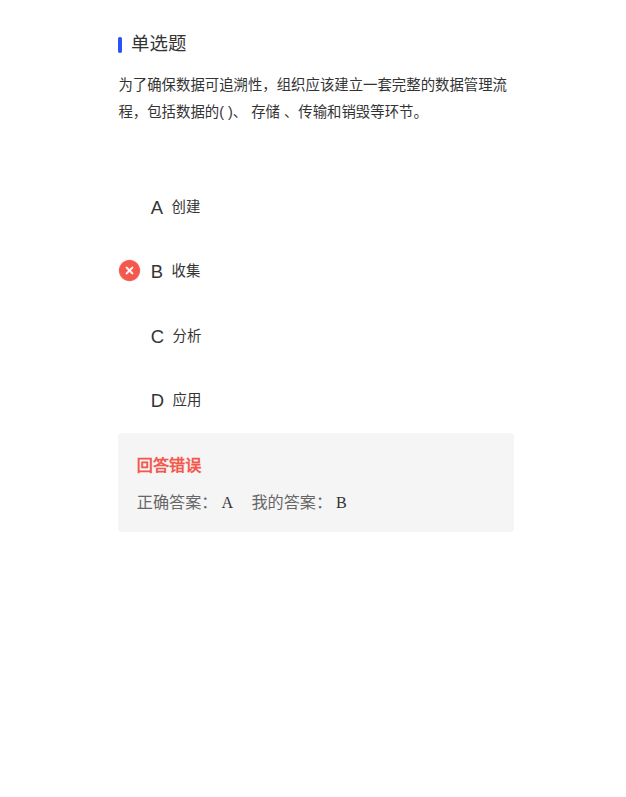 单选题
为了确保数据可追溯性，组织应该建立一套完整的数据管理流
程，包括数据的( )、 存储 、传输和销毁等环节。
A 创建
B 收集
C 分析
D 应用
回答错误
正确答案： A 我的答案： B